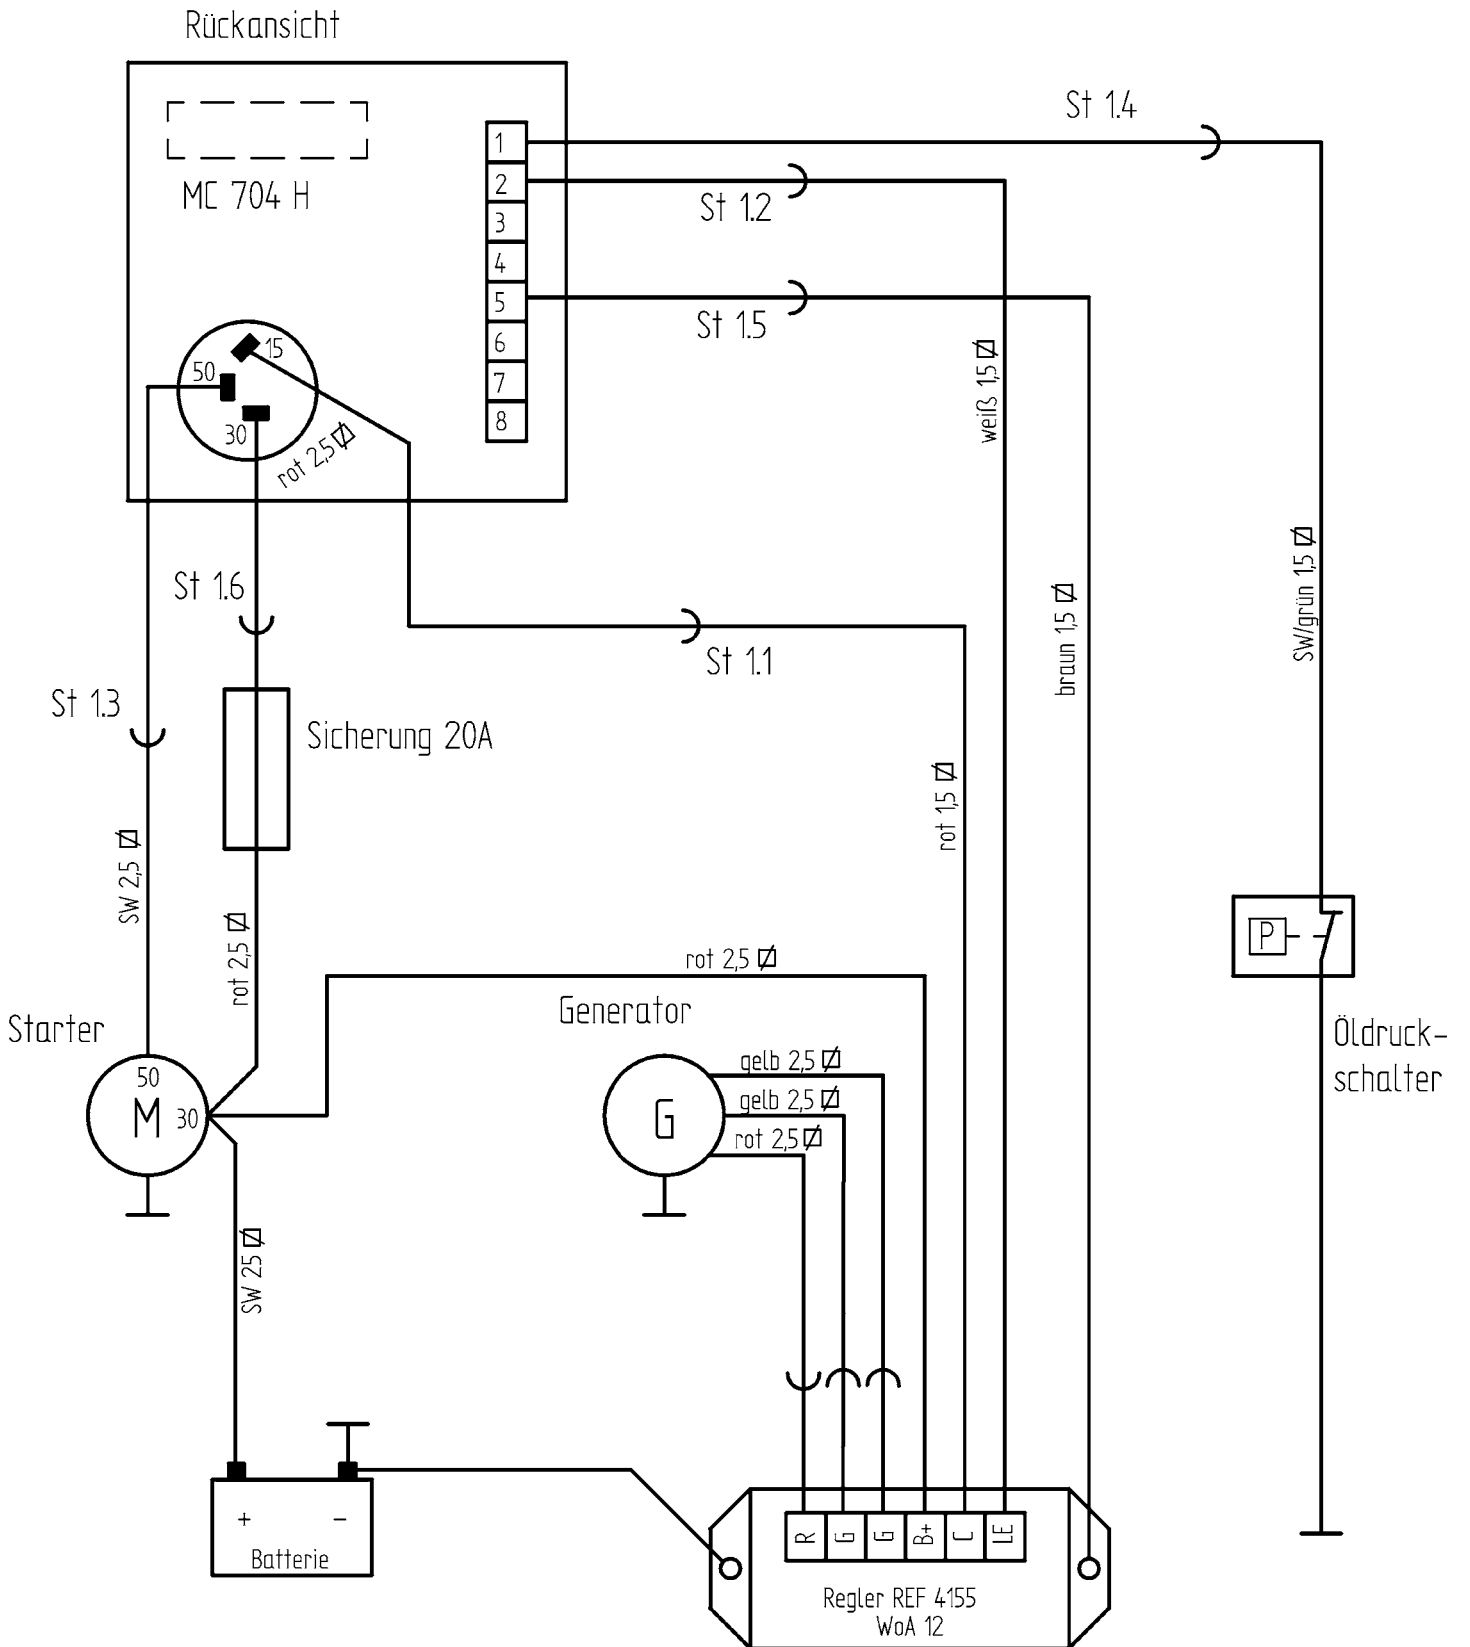 Rückansicht
MC 704 H
1
2
3
4
5
6
7
8
St 1.4
St 1.2
St 1.5
15
50
30
rot 2,5
weiß 1,5
SW/grün 1,5
braun 1,5
St 1.6
St 1.1
St 1.3
Sicherung 20A
rot 1,5
SW 2,5
rot 2,5
rot 2,5
P
Starter
Generator
Öldruck-
schalter
50
M
30
G
gelb 2,5
gelb 2,5
rot 2,5
SW 25
+
-
Batterie
R
G
G
B+
C
LE
Regler REF 4155
WoA 12